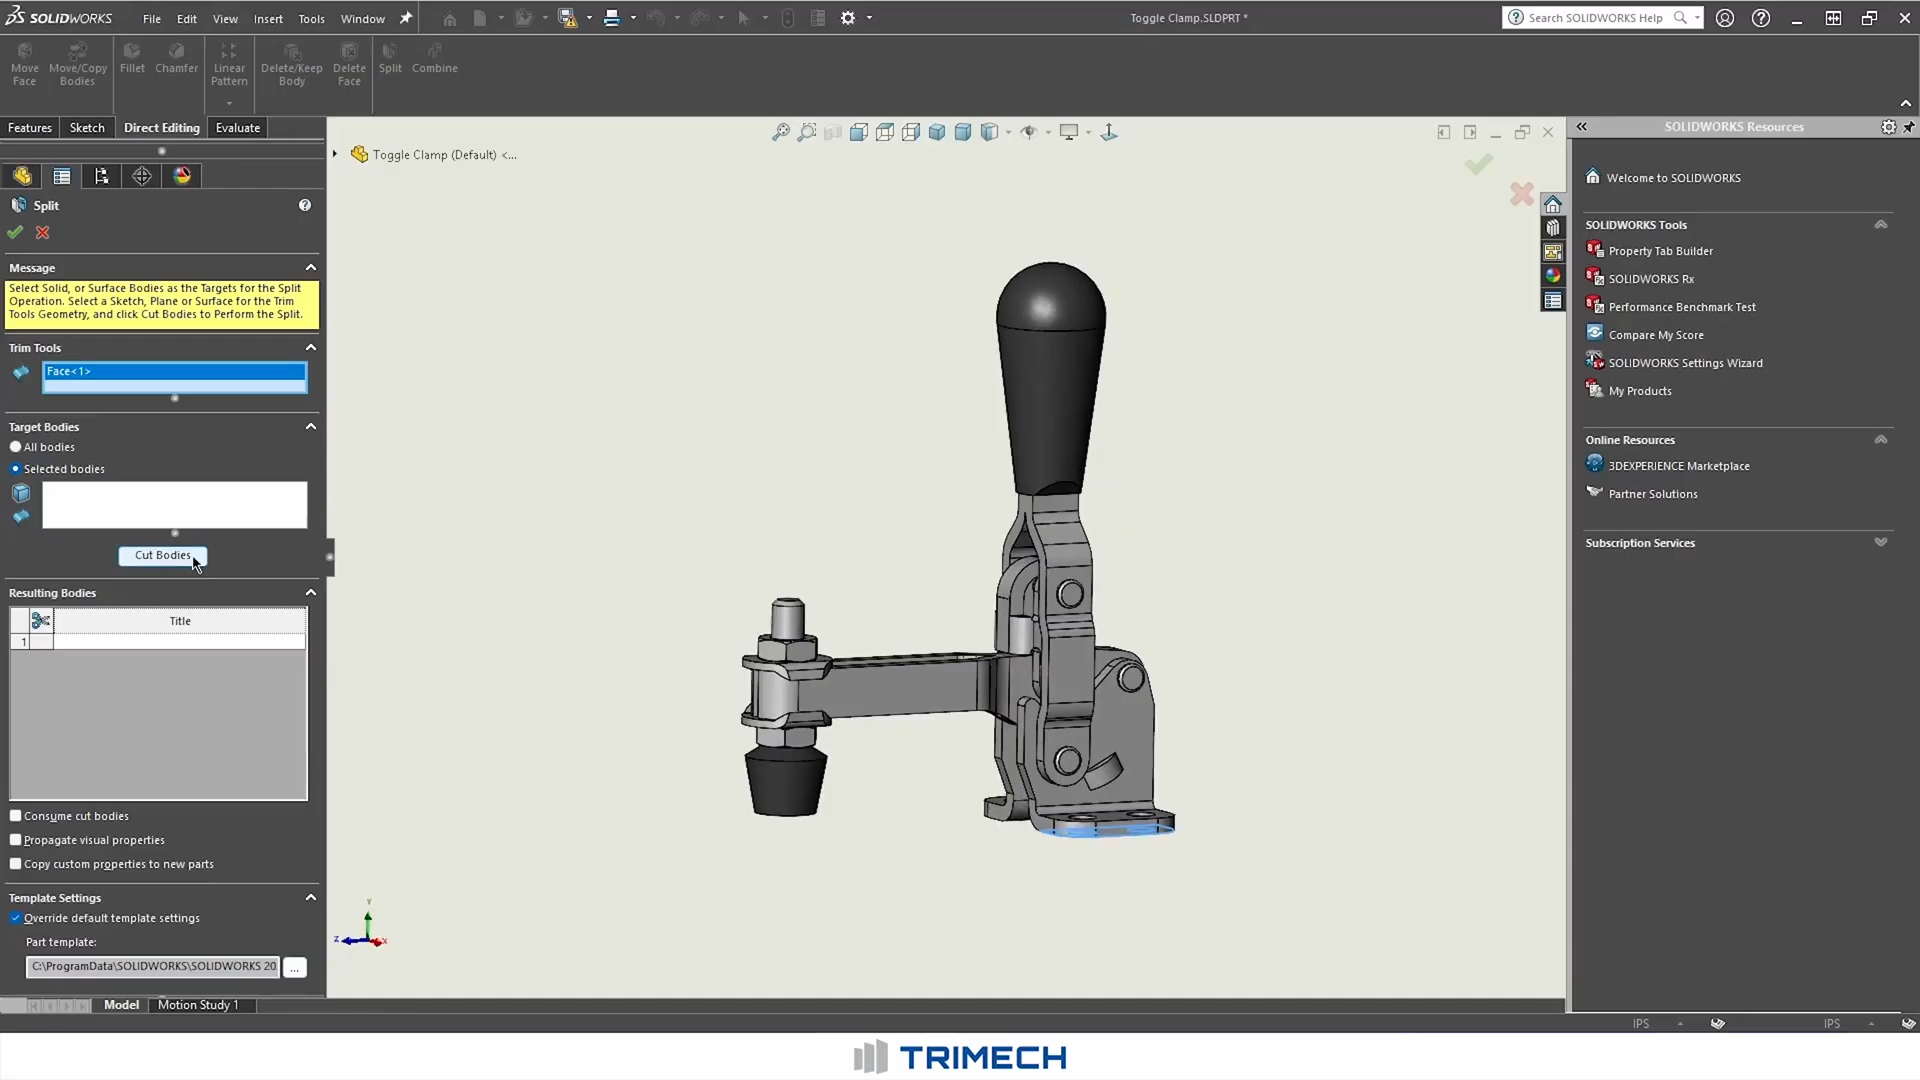 SOLIDWORKS File Edit View Insert Tools Window Toggle Clamp.SLDPRT * Search SOLIDWORKS Help
Move Face Move/Copy Bodies Fillet Chamfer Linear Pattern Delete/Keep Body Delete Face Split Combine
Features Sketch Direct Editing Evaluate
Toggle Clamp (Default) <...
Split
Message
Select Solid, or Surface Bodies as the Targets for the Split
Operation. Select a Sketch, Plane or Surface for the Trim
Tools Geometry, and click Cut Bodies to Perform the Split.
Trim Tools
Face<1>
Target Bodies
All bodies
Selected bodies
Cut Bodies
Resulting Bodies
Title
1
Consume cut bodies
Propagate visual properties
Copy custom properties to new parts
Template Settings
Override default template settings
Part template:
C:\ProgramData\SOLIDWORKS\SOLIDWORKS 20 ...
Model Motion Study 1
Y
Z X
SOLIDWORKS Resources
Welcome to SOLIDWORKS
SOLIDWORKS Tools
Property Tab Builder
SOLIDWORKS Rx
Performance Benchmark Test
Compare My Score
SOLIDWORKS Settings Wizard
My Products
Online Resources
3DEXPERIENCE Marketplace
Partner Solutions
Subscription Services
IPS IPS
TRIMECH